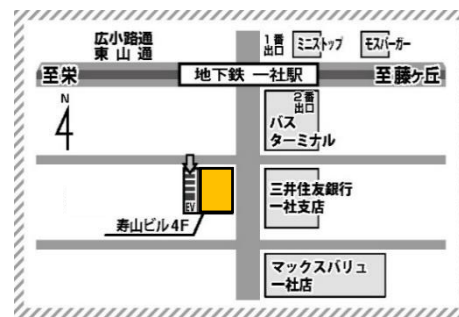 広小路通
東山通
1番
出口
ミニストップ
モスバーガー
至栄
地下鉄 一社駅
至藤ヶ丘
N
2番
出口
バス
ターミナル
三井住友銀行
一社支店
EV
寿山ビル4F
マックスバリュ
一社店